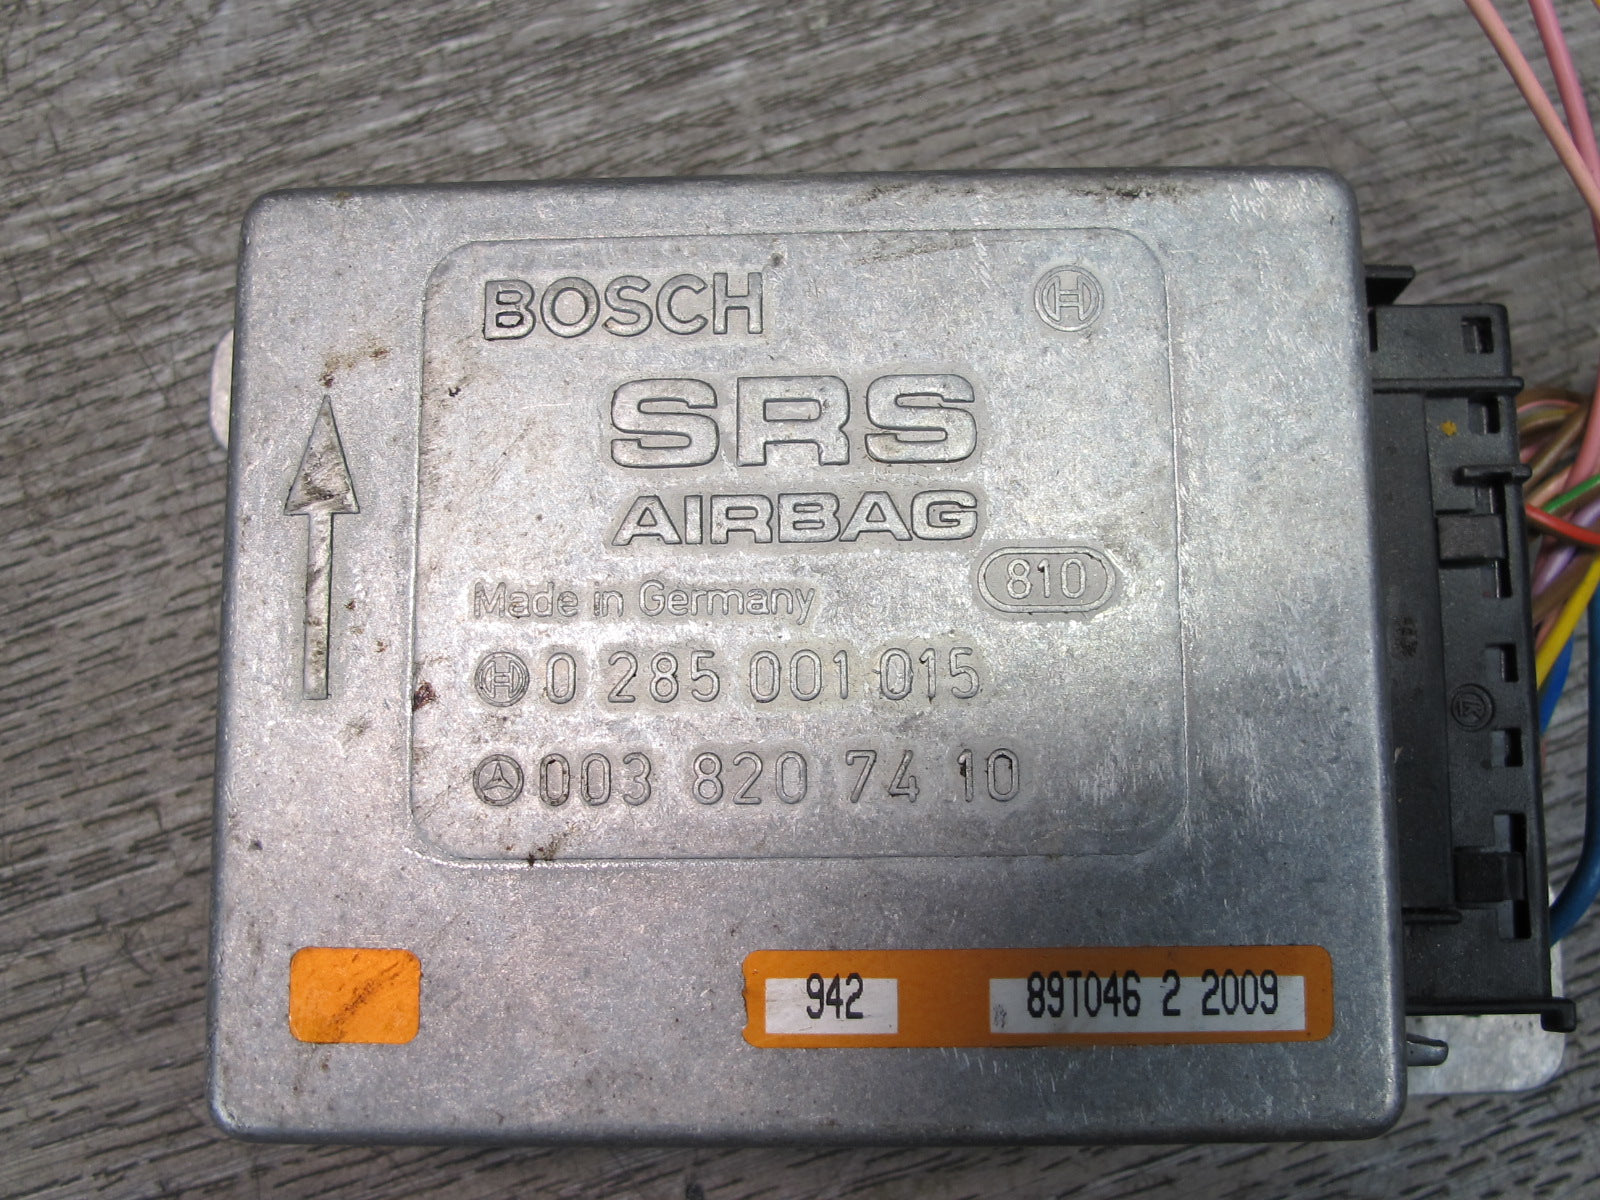 BOSCH
SRS
AIRBAG
810
Made in Germany
0 285 001 015
003 820 74 10
942
89T046 2 2009